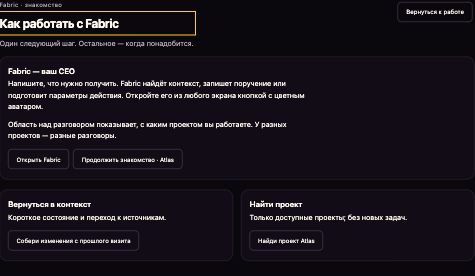 Fabric · знакомство
Вернуться к работе
Как работать с Fabric
Один следующий шаг. Остальное — когда понадобится.
Fabric — ваш CEO
Напишите, что нужно получить. Fabric найдёт контекст, запишет поручение или
подготовит параметры действия. Откройте его из любого экрана кнопкой с цветным
аватаром.
Область над разговором показывает, с каким проектом вы работаете. У разных
проектов — разные разговоры.
Открыть Fabric
Продолжить знакомство · Atlas
Вернуться в контекст
Короткое состояние и переход к источникам.
Собери изменения с прошлого визита
Найти проект
Только доступные проекты; без новых задач.
Найди проект Atlas